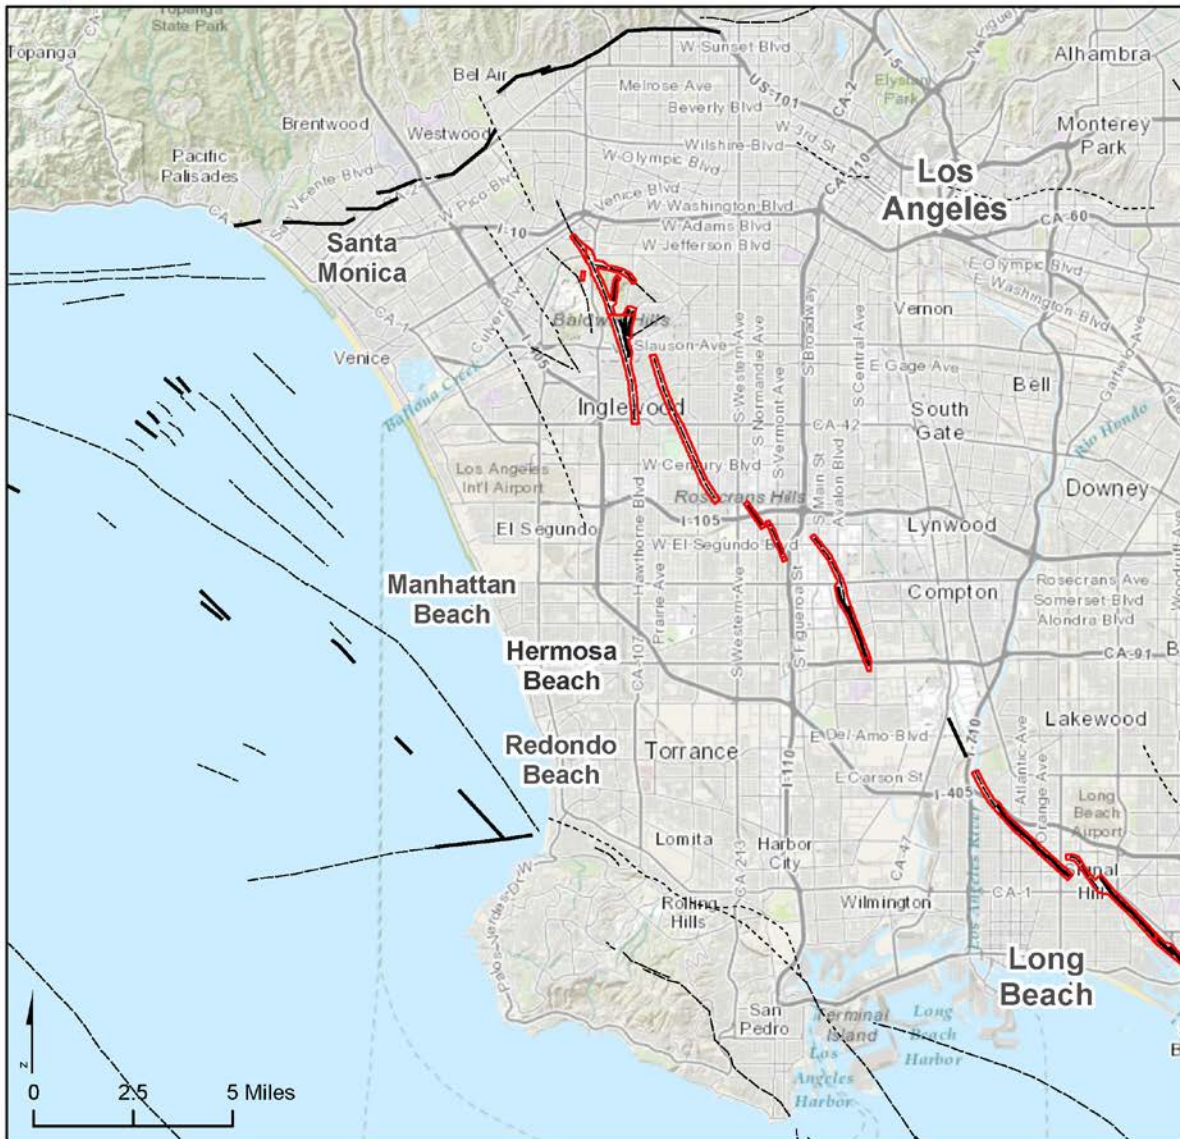 Topanga
State Park
Topanga
W Sunset Blvd
Alhambra
I-5
CA-2
Bel Air
Melrose Ave
US-101
Elysian
Park
Beverly Blvd
Brentwood
Westwood
W 3rd St
CA-110
Monterey
Park
Wilshire Blvd
Pacific
Palisades
Vicente Blvd
W Olympic Blvd
Los
Angeles
W Pico Blvd
Venice Blvd
W Washington Blvd
CA-60
W Adams Blvd
I-10
W Jefferson Blvd
Santa
Monica
E Olympic Blvd
E Washington Blvd
CA-1
Culver Blvd
Vernon
S Broadway
S Central Ave
Garfield Ave
Slauson Ave
Venice
I-405
E Gage Ave
Bell
Ballona Creek
S Western Ave
S Normandie Ave
S Vermont Ave
Inglewood
CA-42
South
Gate
Rio Hondo
Los Angeles
Int'l Airport
W Century Blvd
S Main St
Avalon Blvd
Downey
Rosecrans Hills
El Segundo
I-105
Lynwood
W El Segundo Blvd
Hawthorne Blvd
Prairie Ave
Manhattan
Beach
Compton
Rosecrans Ave
Somerset Blvd
Alondra Blvd
S Western Ave
S Figueroa St
Hermosa
Beach
CA-107
CA-91
Lakewood
Redondo
Beach
Torrance
E Del Amo Blvd
I-710
I-110
E Carson St
I-405
Atlantic Ave
Orange Ave
Long
Beach
Airport
Lomita
Harbor
City
CA-213
CA-47
Los Angeles River
CA-1
Rolling
Hills
Wilmington
Palos Verdes Dr W
Long
Beach
San
Pedro
Terminal
Island
Long
Beach
Harbor
Los
Angeles
Harbor
Z
0 2.5 5 Miles